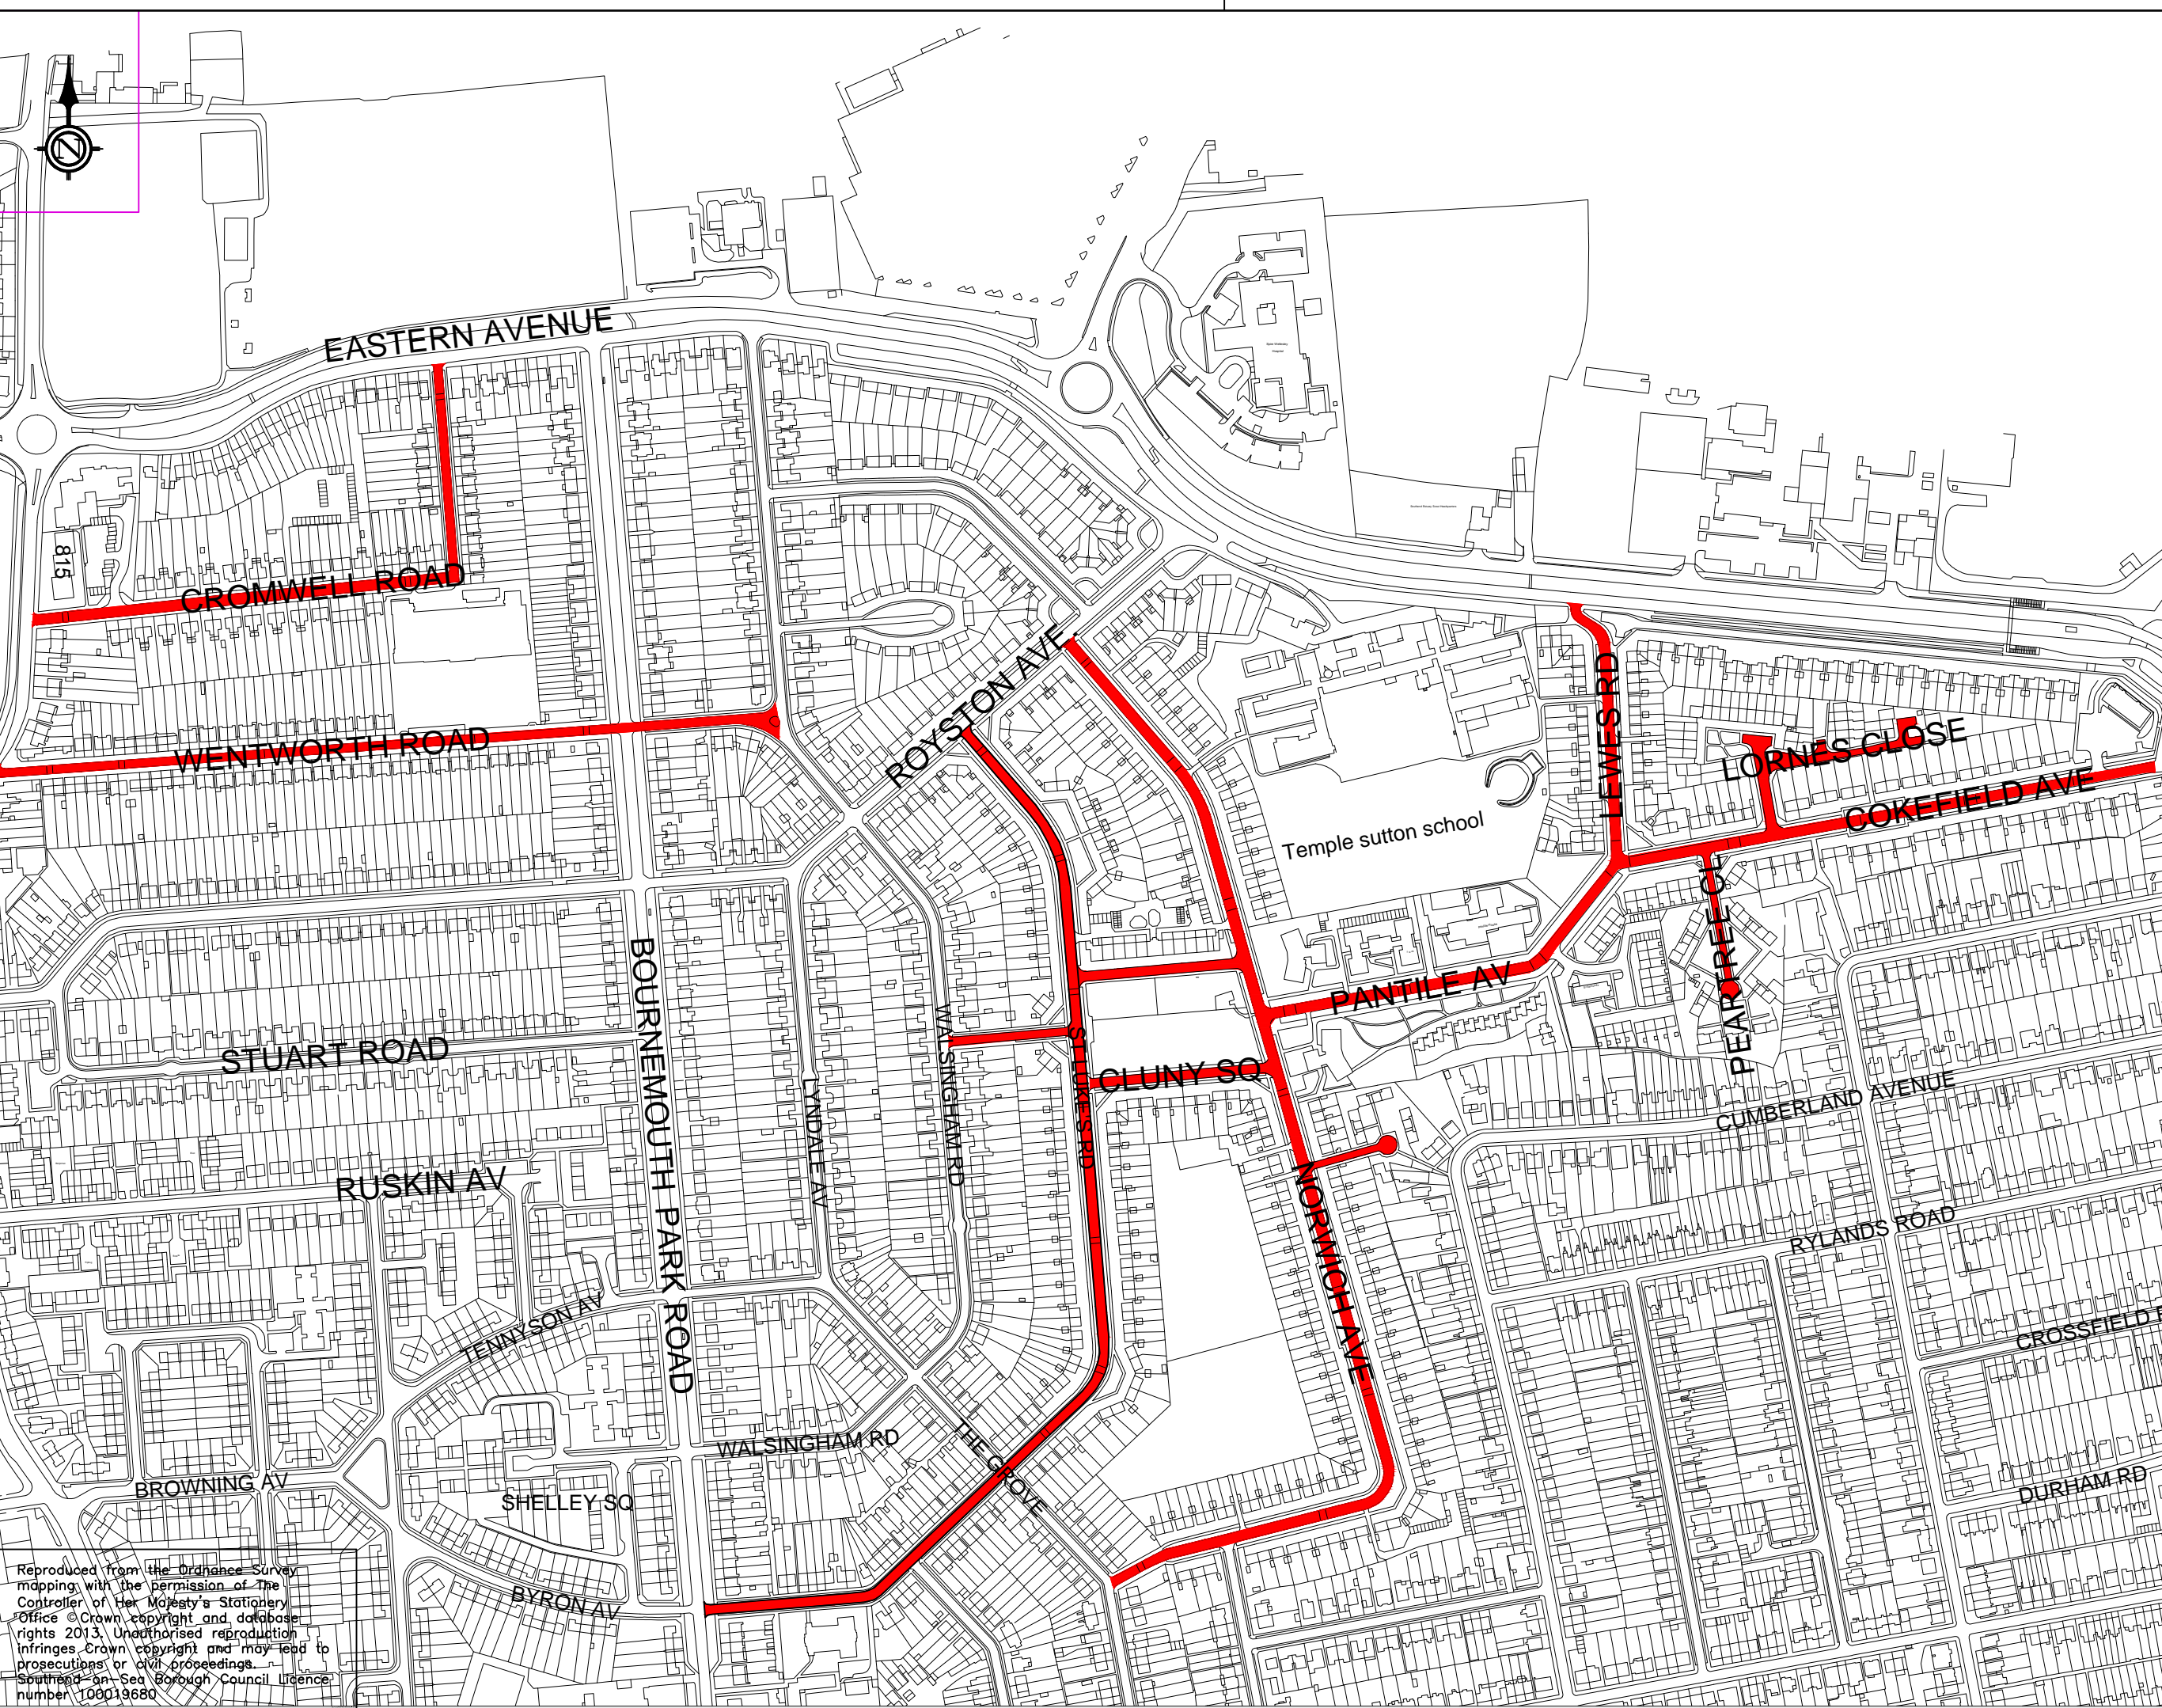 N
EASTERN AVENUE
815
CROMWELL ROAD
WENTWORTH ROAD
ROYSTON AVE
LEWES RD
LORNES CLOSE
COKEFIELD AVE
Temple sutton school
PEARTREE CL
PANTILE AV
BOURNEMOUTH PARK ROAD
STUART ROAD
LYNDALE AV
WALSINGHAM RD
ST LUKE'S RD
CLUNY SQ
CUMBERLAND AVENUE
RUSKIN AV
NORWICH AVE
RYLANDS ROAD
TENNYSON AV
CROSSFIELD R
WALSINGHAM RD
THE GROVE
BROWNING AV
SHELLEY SQ
DURHAM RD
BYRON AV
Reproduced from the Ordnance Survey
mapping with the permission of The
Controller of Her Majesty's Stationery
Office © Crown copyright and database
rights 2013. Unauthorised reproduction
infringes Crown copyright and may lead to
prosecutions or civil proceedings.
Southend-on-Sea Borough Council Licence
number 100019680